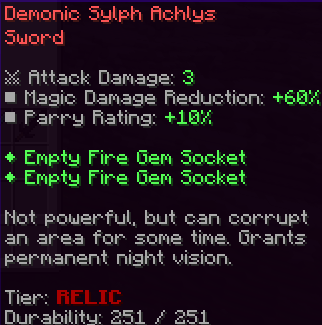 Demonic Sylph Achlys
Sword
⚔ Attack Damage: 3
■ Magic Damage Reduction: +60%
■ Parry Rating: +10%
◆ Empty Fire Gem Socket
◆ Empty Fire Gem Socket
Not powerful, but can corrupt
an area for some time. Grants
permanent night vision.
Tier: RELIC
Durability: 251 / 251